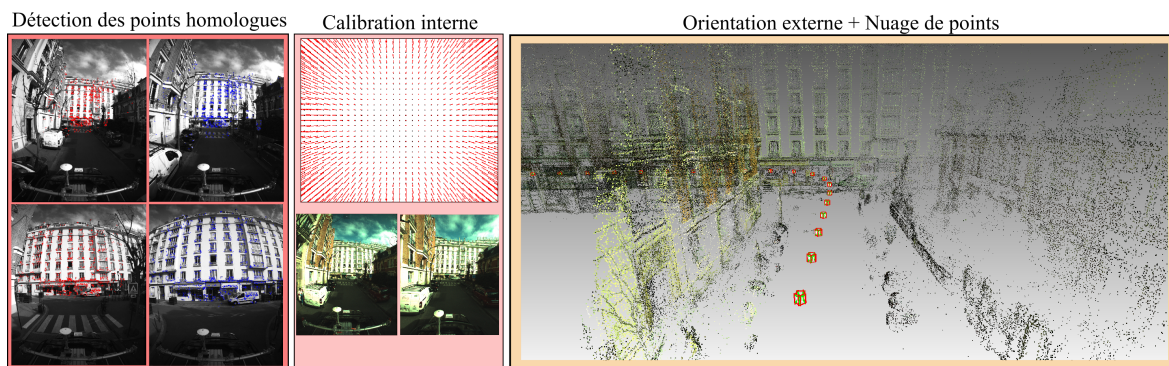 Détection des points homologues
Calibration interne
Orientation externe + Nuage de points